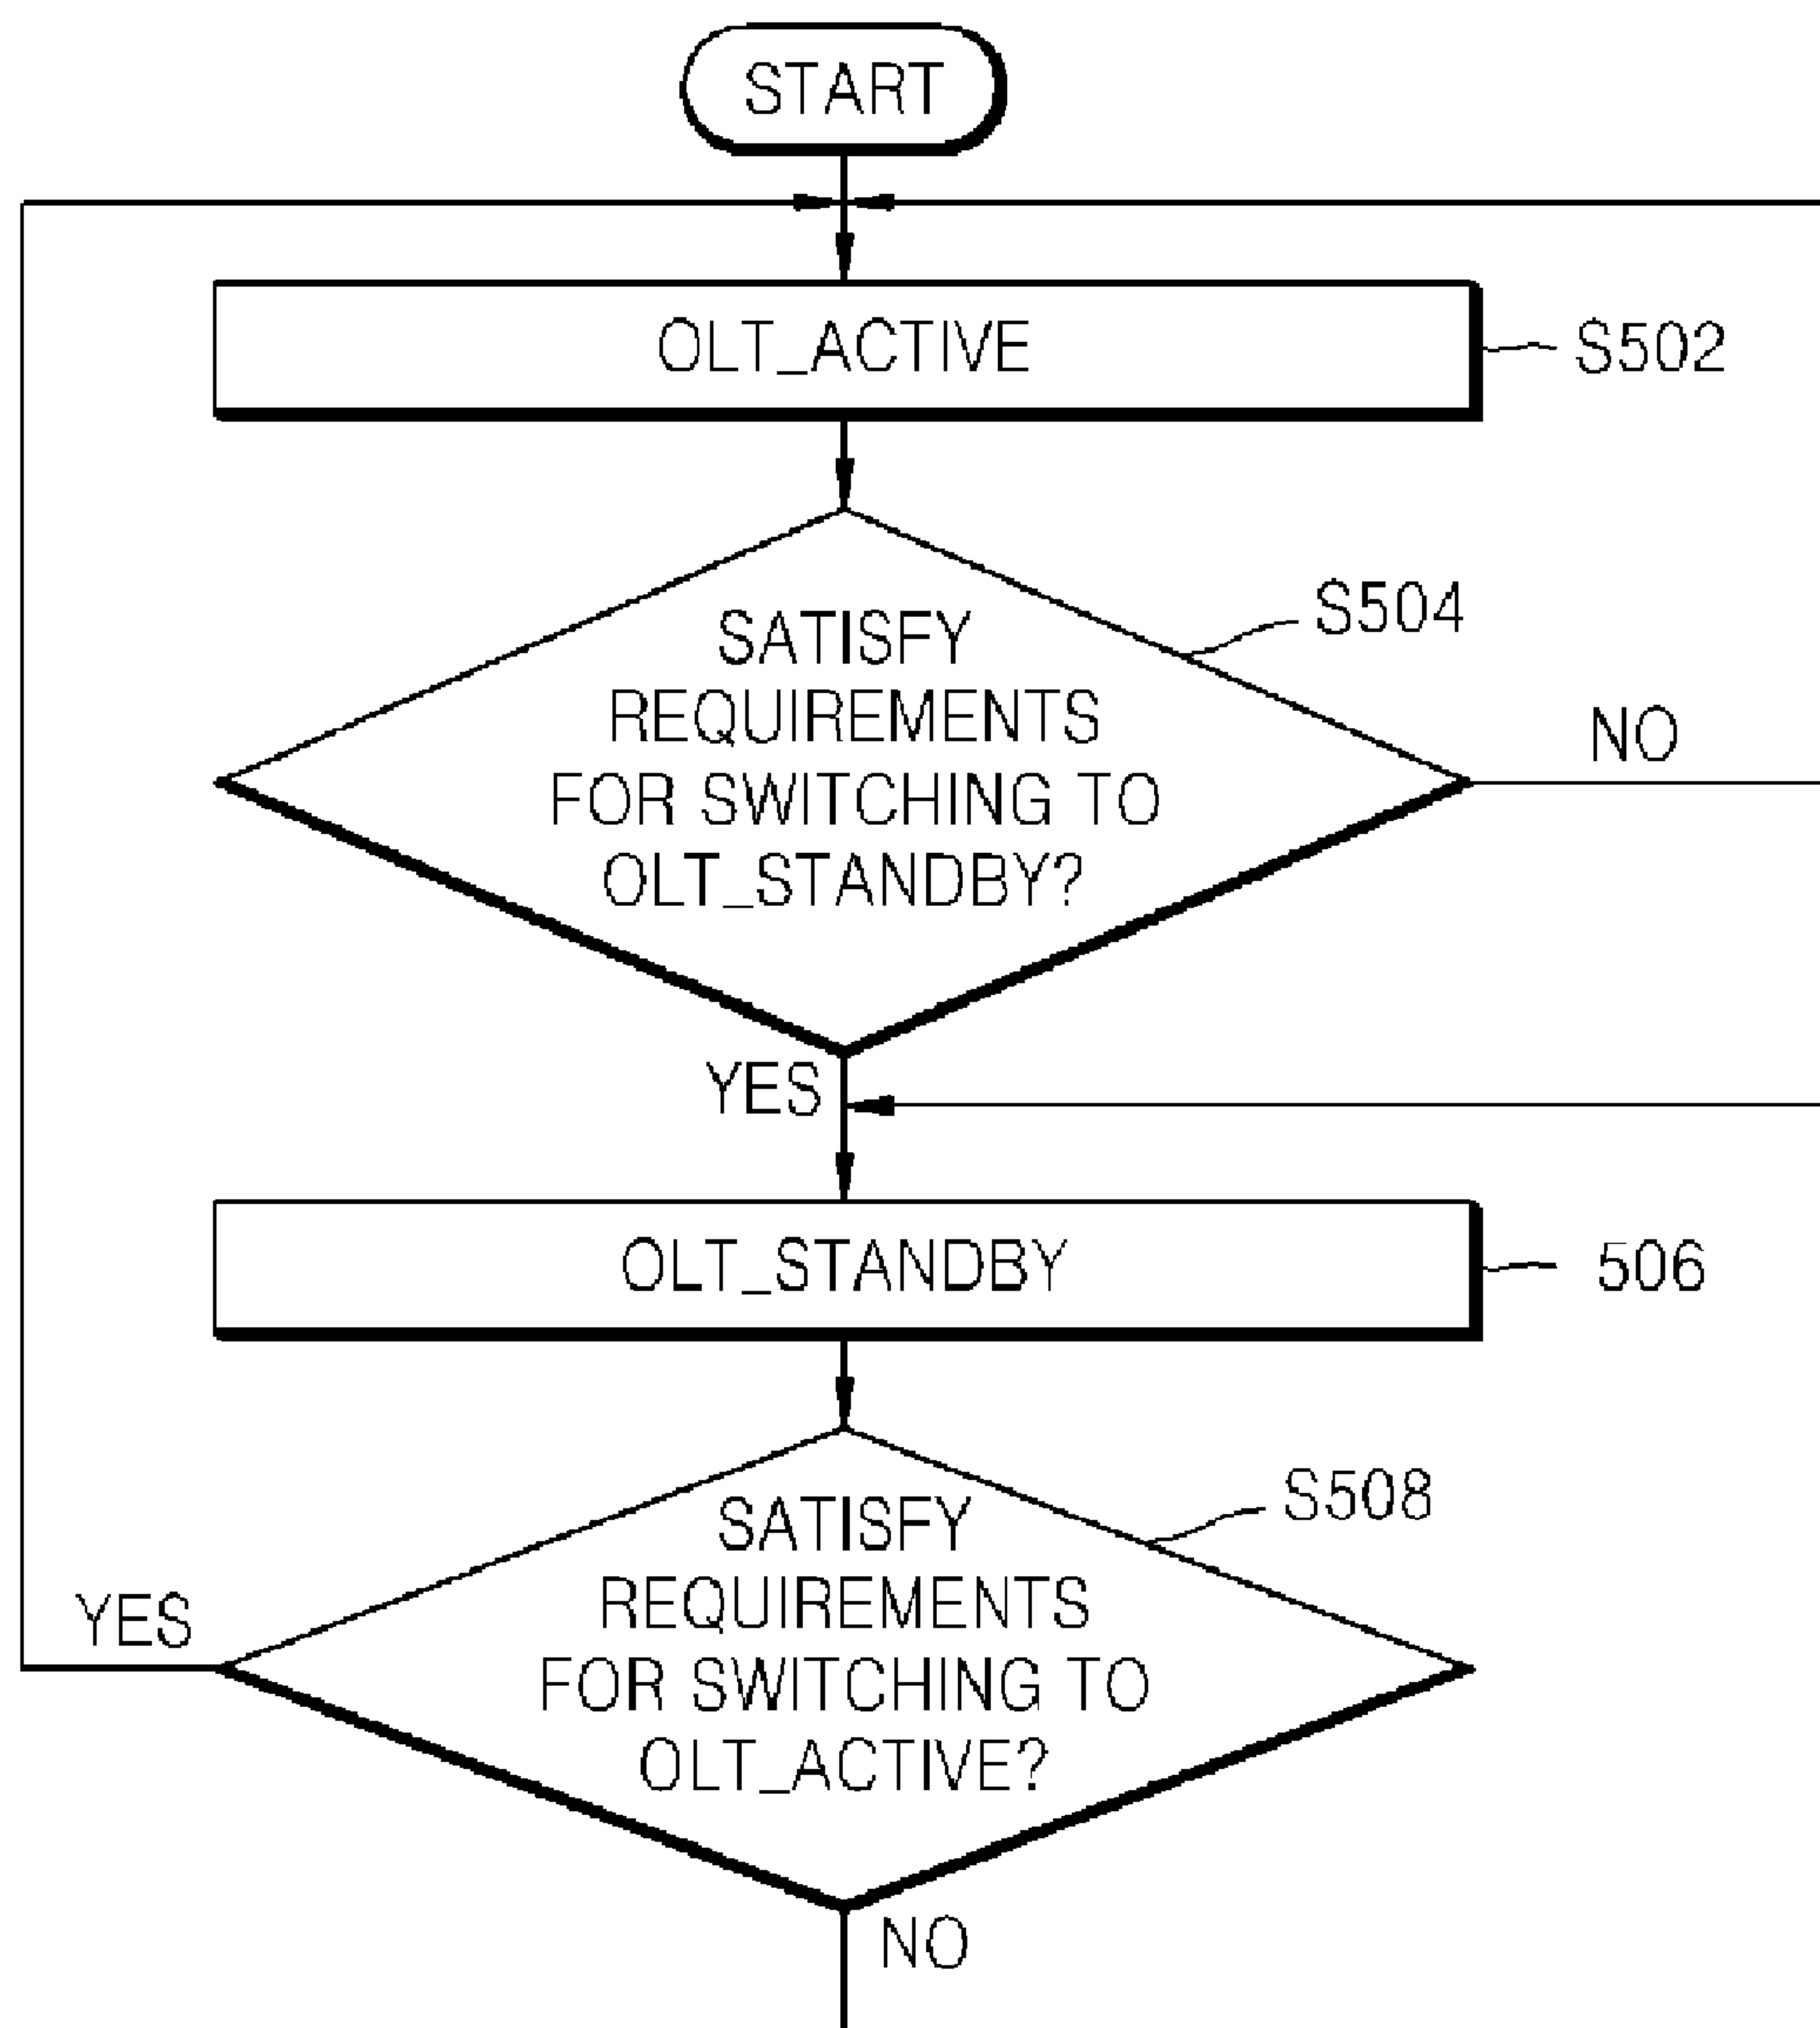 START
OLT_ACTIVE
S502
S504
SATISFY
REQUIREMENTS
FOR SWITCHING TO
OLT_STANDBY?
NO
YES
OLT_STANDBY
506
S508
SATISFY
REQUIREMENTS
FOR SWITCHING TO
OLT_ACTIVE?
YES
NO